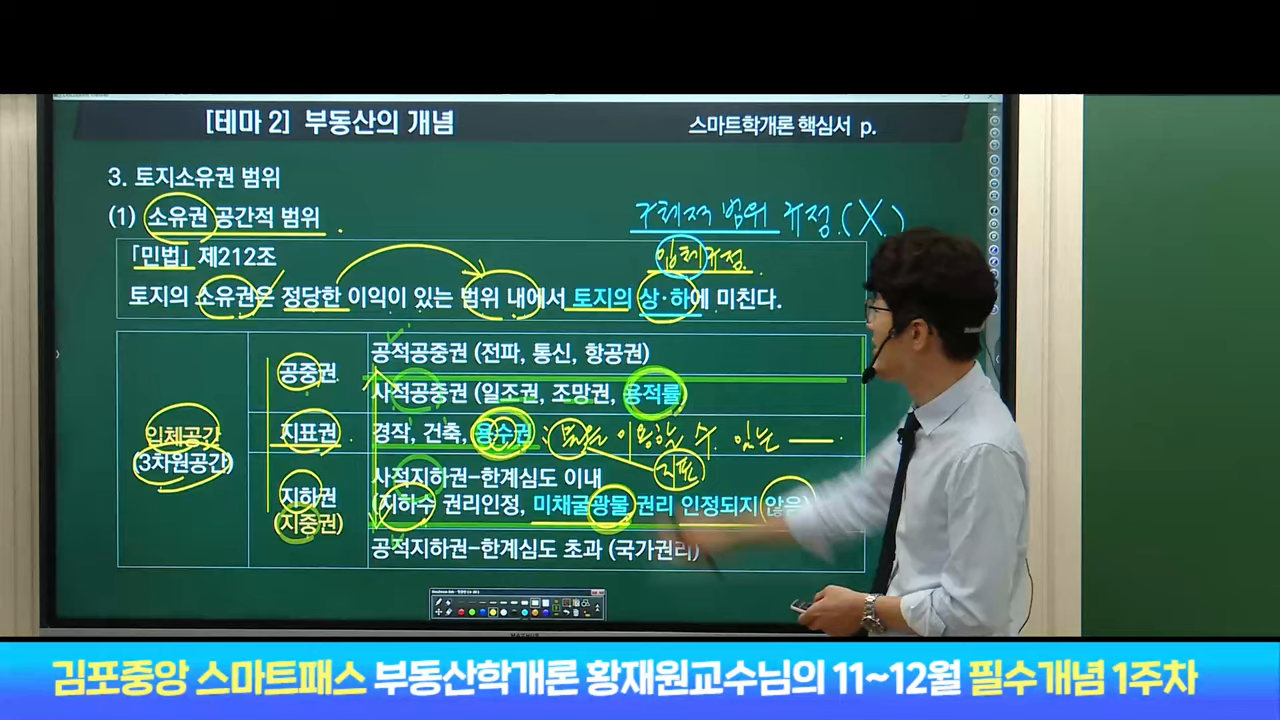 [테마 2] 부동산의 개념
스마트학개론 핵심서 p.
3. 토지소유권 범위
(1) 소유권 공간적 범위
구체적 범위 규정.(X)
「민법」 제212조
입체규정.
토지의 소유권은 정당한 이익이 있는 범위 내에서 토지의 상·하에 미친다.
입체공간
(3차원공간)
공중권
공적공중권 (전파, 통신, 항공권)
사적공중권 (일조권, 조망권, 용적률)
지표권
경작, 건축, 용수권 : 물을 이용할 수 있는
지표
지하권
(지중권)
사적지하권-한계심도 이내
(지하수 권리인정, 미채굴광물 권리 인정되지 않음)
공적지하권-한계심도 초과 (국가권리)
김포중앙 스마트패스 부동산학개론 황재원교수님의 11~12월 필수개념 1주차